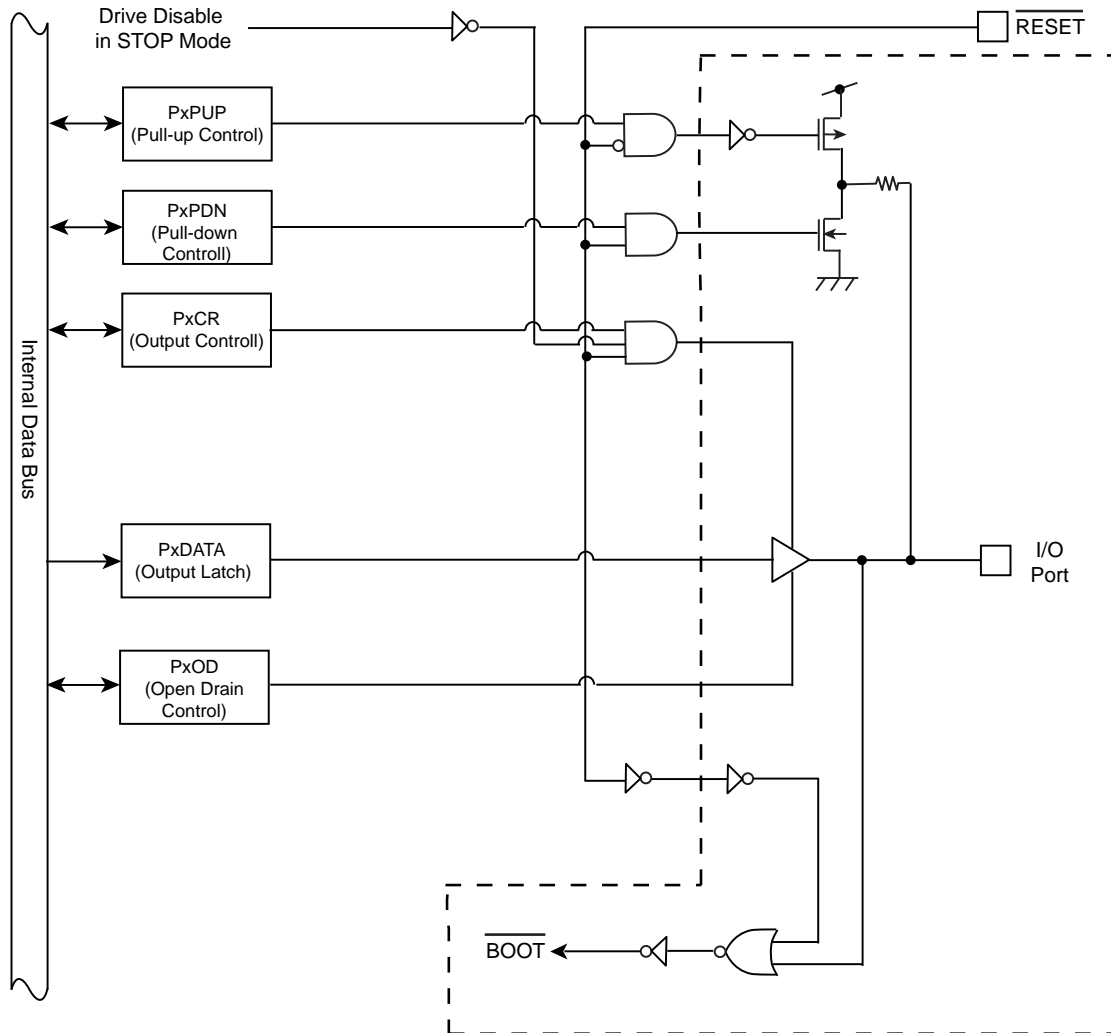 Drive Disable
in STOP Mode
RESET
PxPUP
(Pull-up Control)
PxPDN
(Pull-down
Controll)
PxCR
(Output Controll)
Internal Data Bus
PxDATA
(Output Latch)
I/O
Port
PxOD
(Open Drain
Control)
BOOT